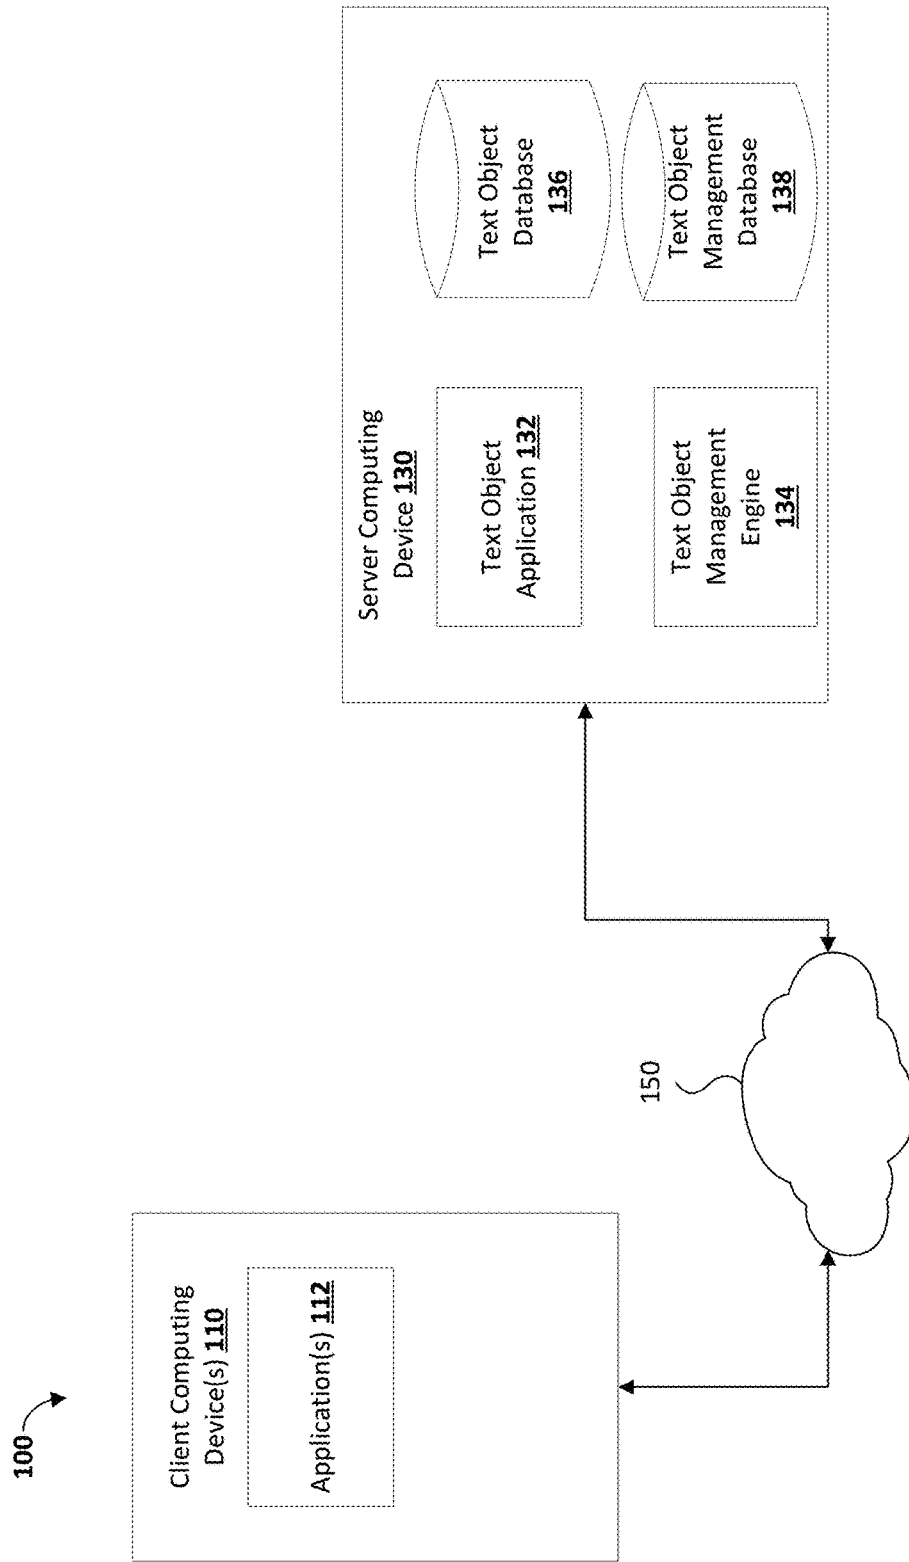 100
Client Computing
Device(s) 110
Application(s) 112
150
Server Computing
Device 130
Text Object
Application 132
Text Object
Management
Engine
134
Text Object
Database
136
Text Object
Management
Database
138